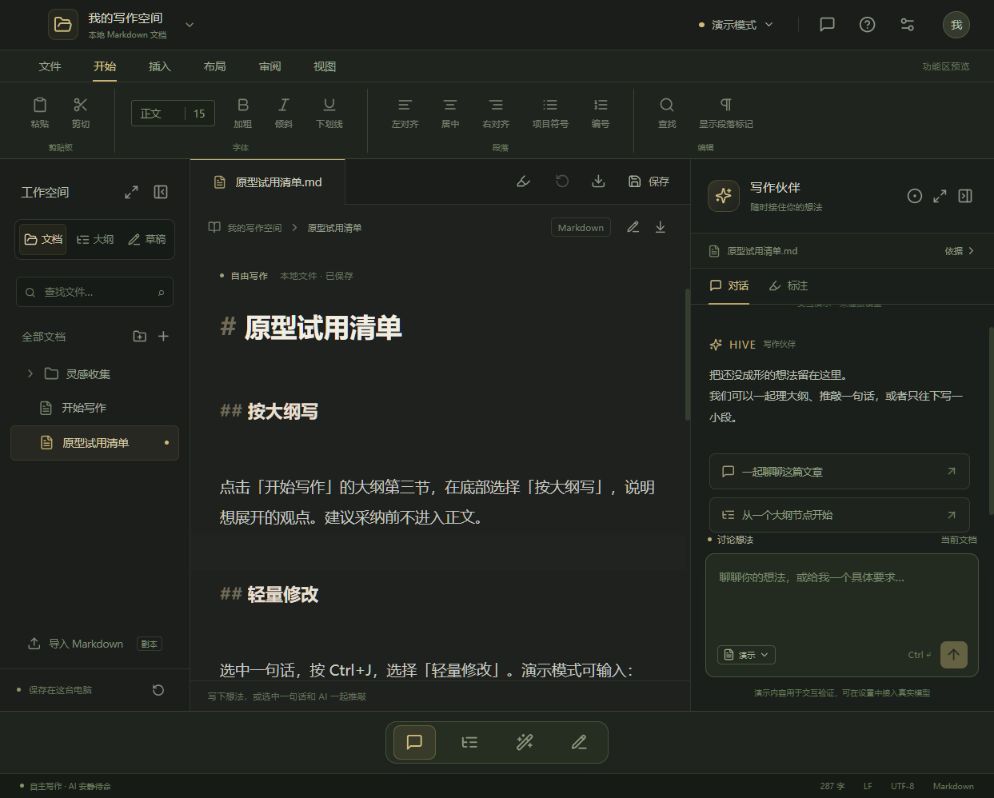 我的写作空间
本地 Markdown 文档
演示模式
我
文件 开始 插入 布局 审阅 视图
功能区预览
粘贴 剪切
剪贴板
正文 15
B 加粗
I 倾斜
U 下划线
字体
左对齐 居中 右对齐 项目符号 编号
段落
查找 显示段落标记
编辑
工作空间
文档 大纲 草稿
查找文件...
全部文档
灵感收集
开始写作
原型试用清单
导入 Markdown 副本
保存在这台电脑
原型试用清单.md
保存
我的写作空间 > 原型试用清单
Markdown
自由写作 本地文件 · 已保存
# 原型试用清单
## 按大纲写
点击「开始写作」的大纲第三节，在底部选择「按大纲写」，说明
想展开的观点。建议采纳前不进入正文。
## 轻量修改
选中一句话，按 Ctrl+J，选择「轻量修改」。演示模式可输入：
写下想法，或选中一句话和 AI 一起推敲
写作伙伴
随时接住你的想法
原型试用清单.md 依据
对话 标注
HIVE 写作伙伴
把还没成形的想法留在这里。
我们可以一起理大纲、推敲一句话，或者只往下写一
小段。
一起聊聊这篇文章
从一个大纲节点开始
讨论想法 当前文档
聊聊你的想法，或给我一个具体要求...
演示 Ctrl ↵
演示内容用于交互验证，可在设置中接入真实模型
自主写作 · AI 安静待命
287 字 LF UTF-8 Markdown